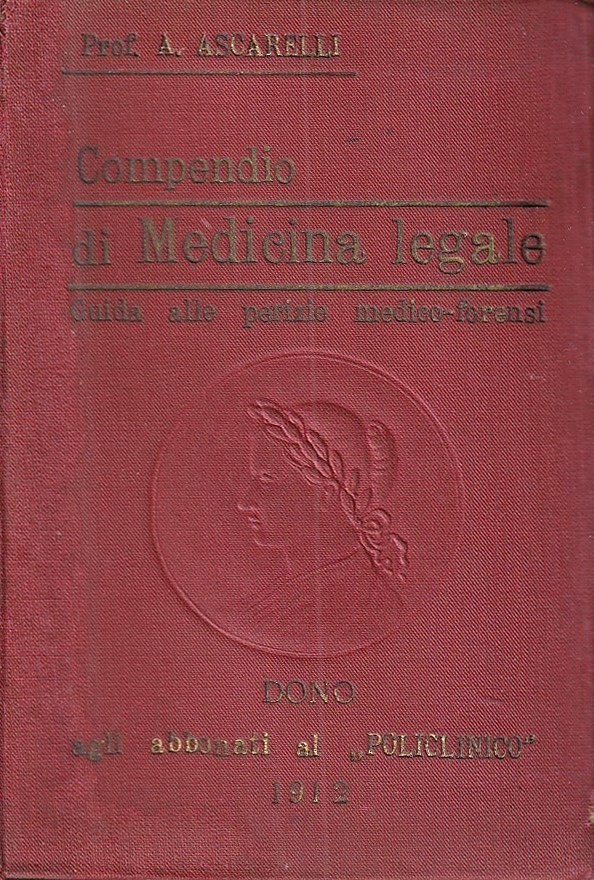 Prof. A. ASCARELLI
Compendio
di Medicina legale
Guida alle perizie medico-forensi
DONO
agli abbonati al „POLICLINICO“
1912